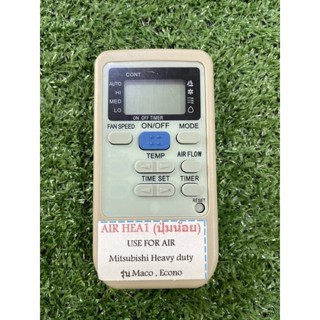 CONT
AUTO
HI
MED
LO
ON OFF TIMER
FAN SPEED ON/OFF MODE
TEMP AIR FLOW
TIME SET TIMER
RESET
AIR HEA1 (ปุ่มน้อย)
USE FOR AIR
Mitsubishi Heavy duty
รุ่น Maco , Econo